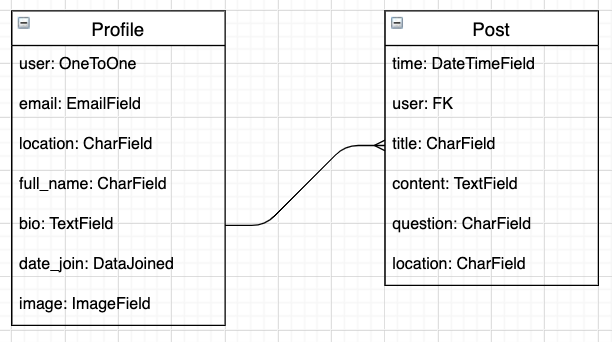 Profile
user: OneToOne
email: EmailField
location: CharField
full_name: CharField
bio: TextField
date_join: DataJoined
image: ImageField
Post
time: DateTimeField
user: FK
title: CharField
content: TextField
question: CharField
location: CharField